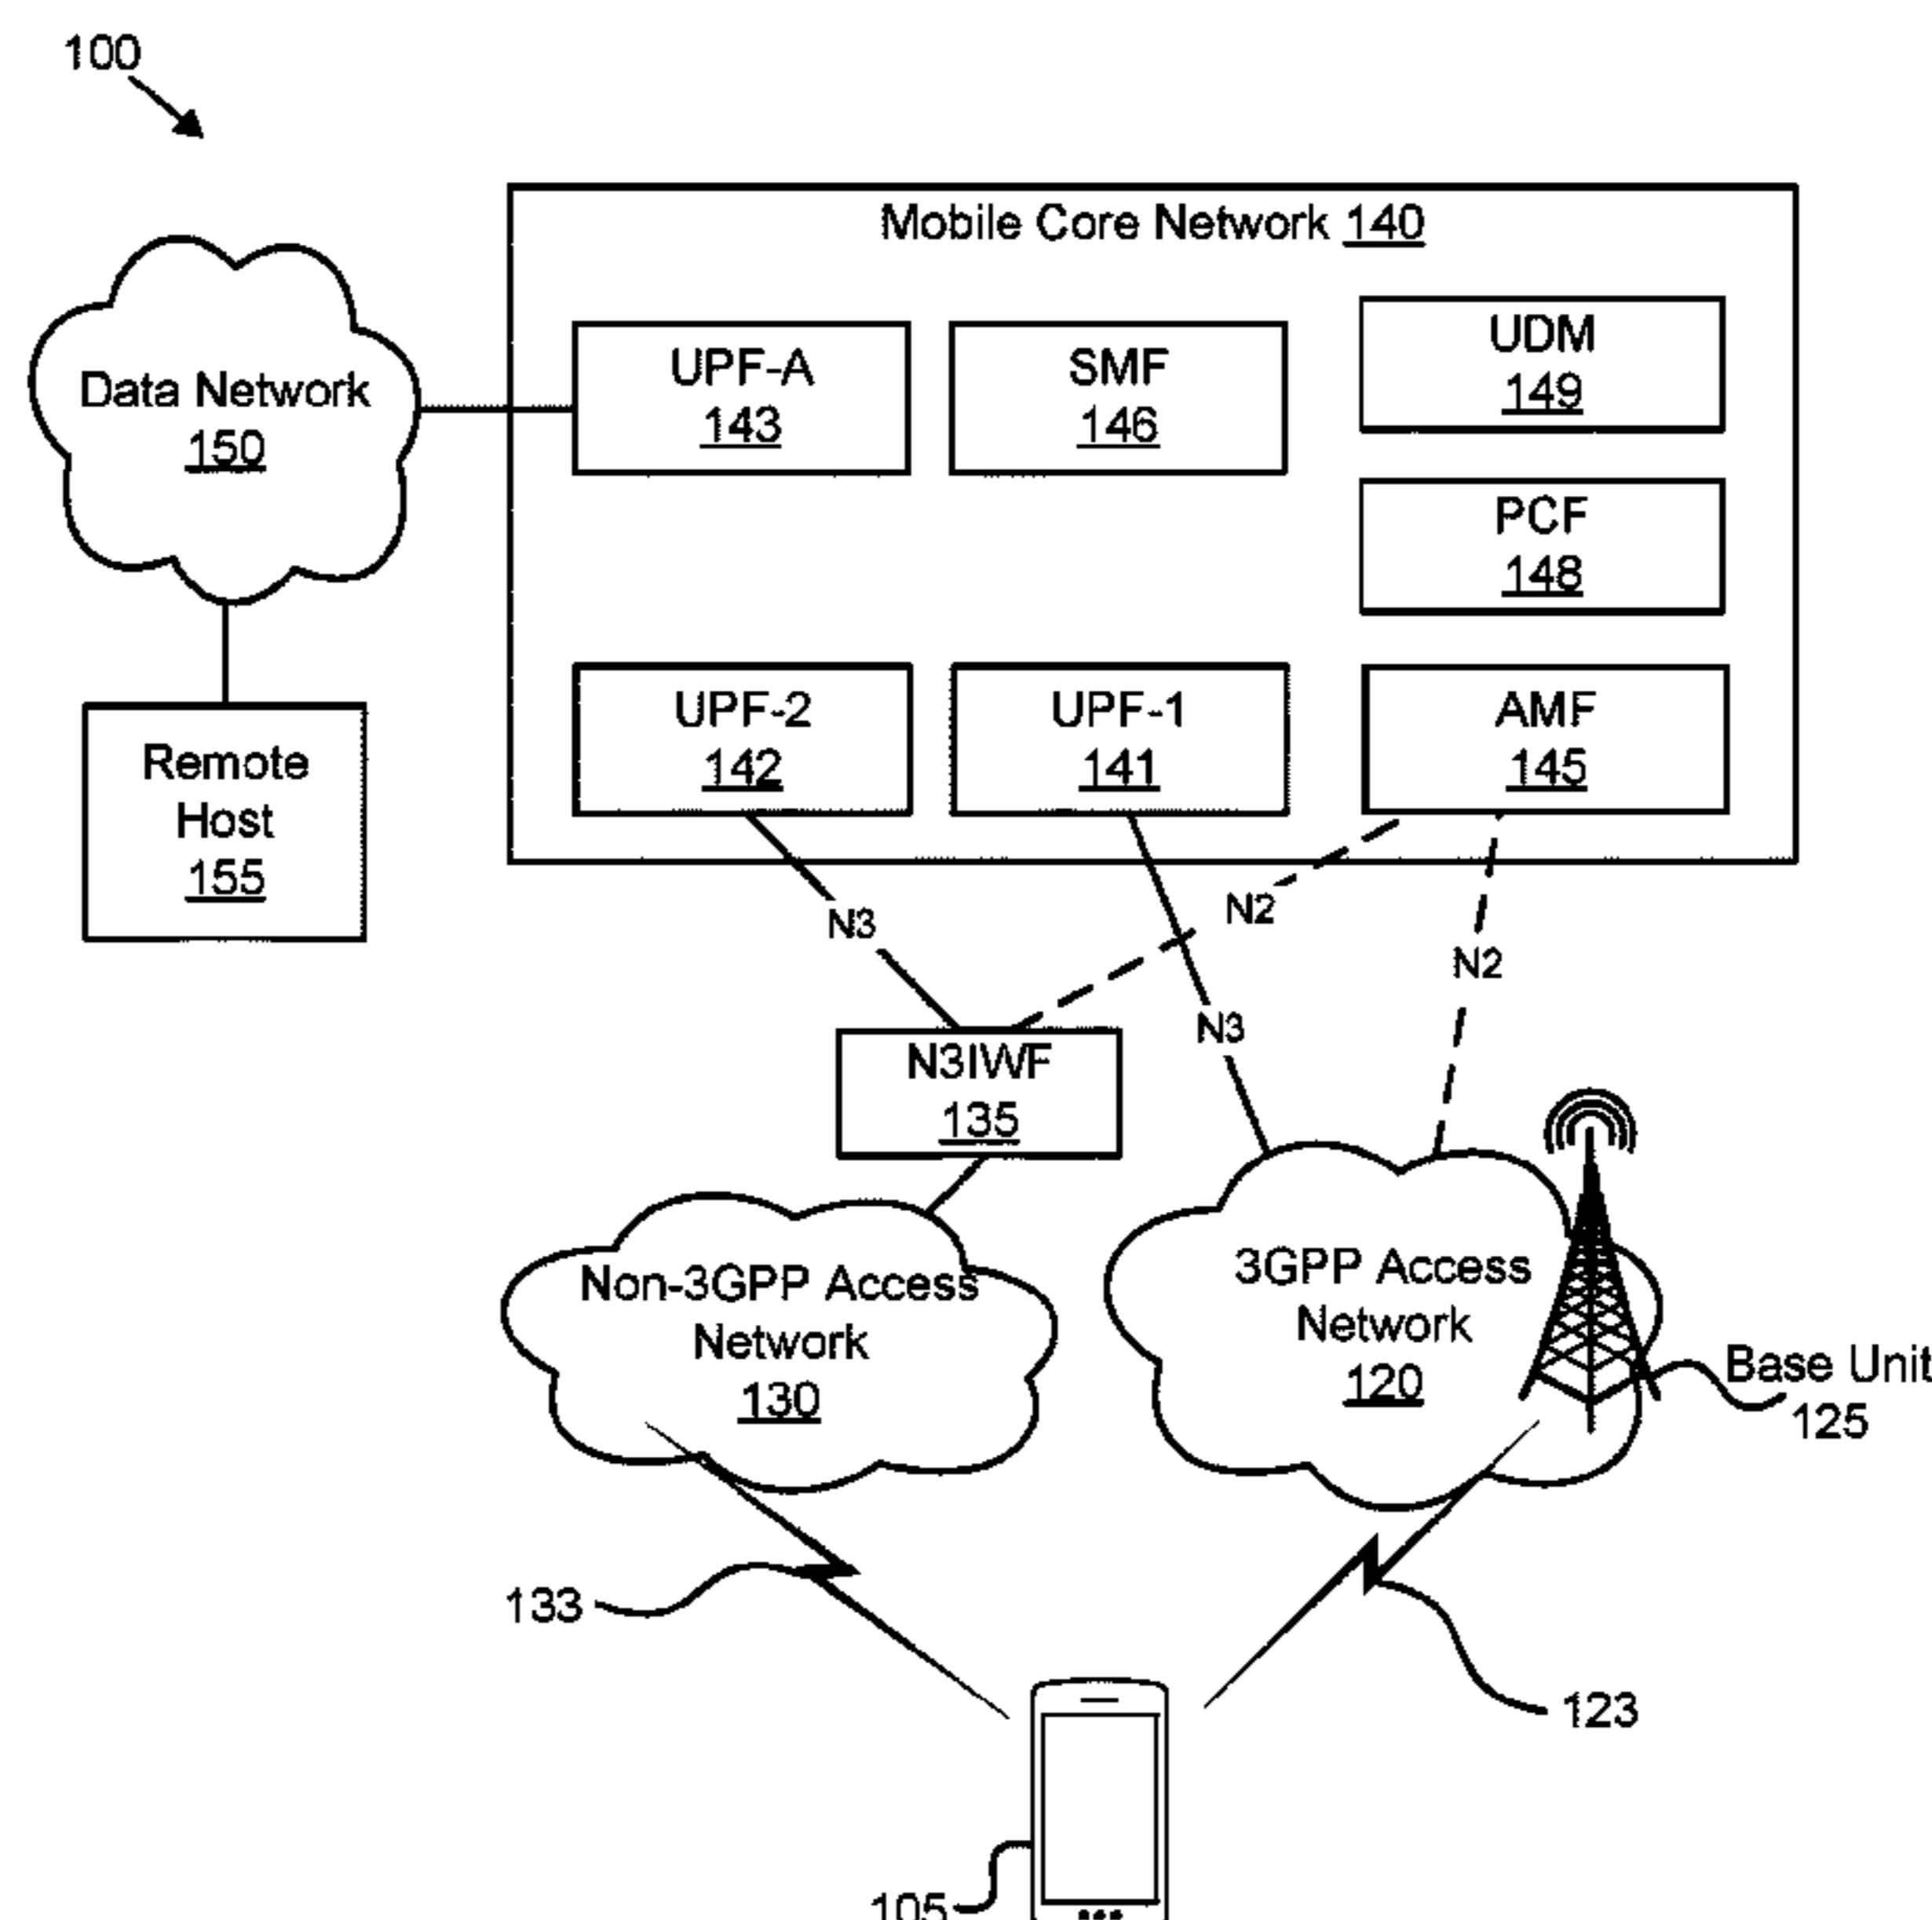 100
Mobile Core Network 140
Data Network
150
UPF-A
143
SMF
146
UDM
149
PCF
148
Remote
Host
155
UPF-2
142
UPF-1
141
AMF
145
N3
N2
N2
N3
N3IWF
135
Non-3GPP Access
Network
130
3GPP Access
Network
120
Base Unit
125
133
123
105